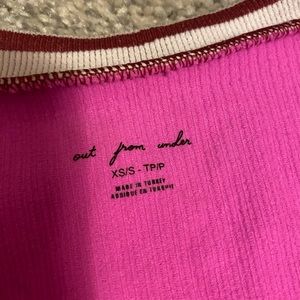 out from under
XS/S - TP/P
MADE IN TURKEY
FABRIQUÉ EN TURQUIE